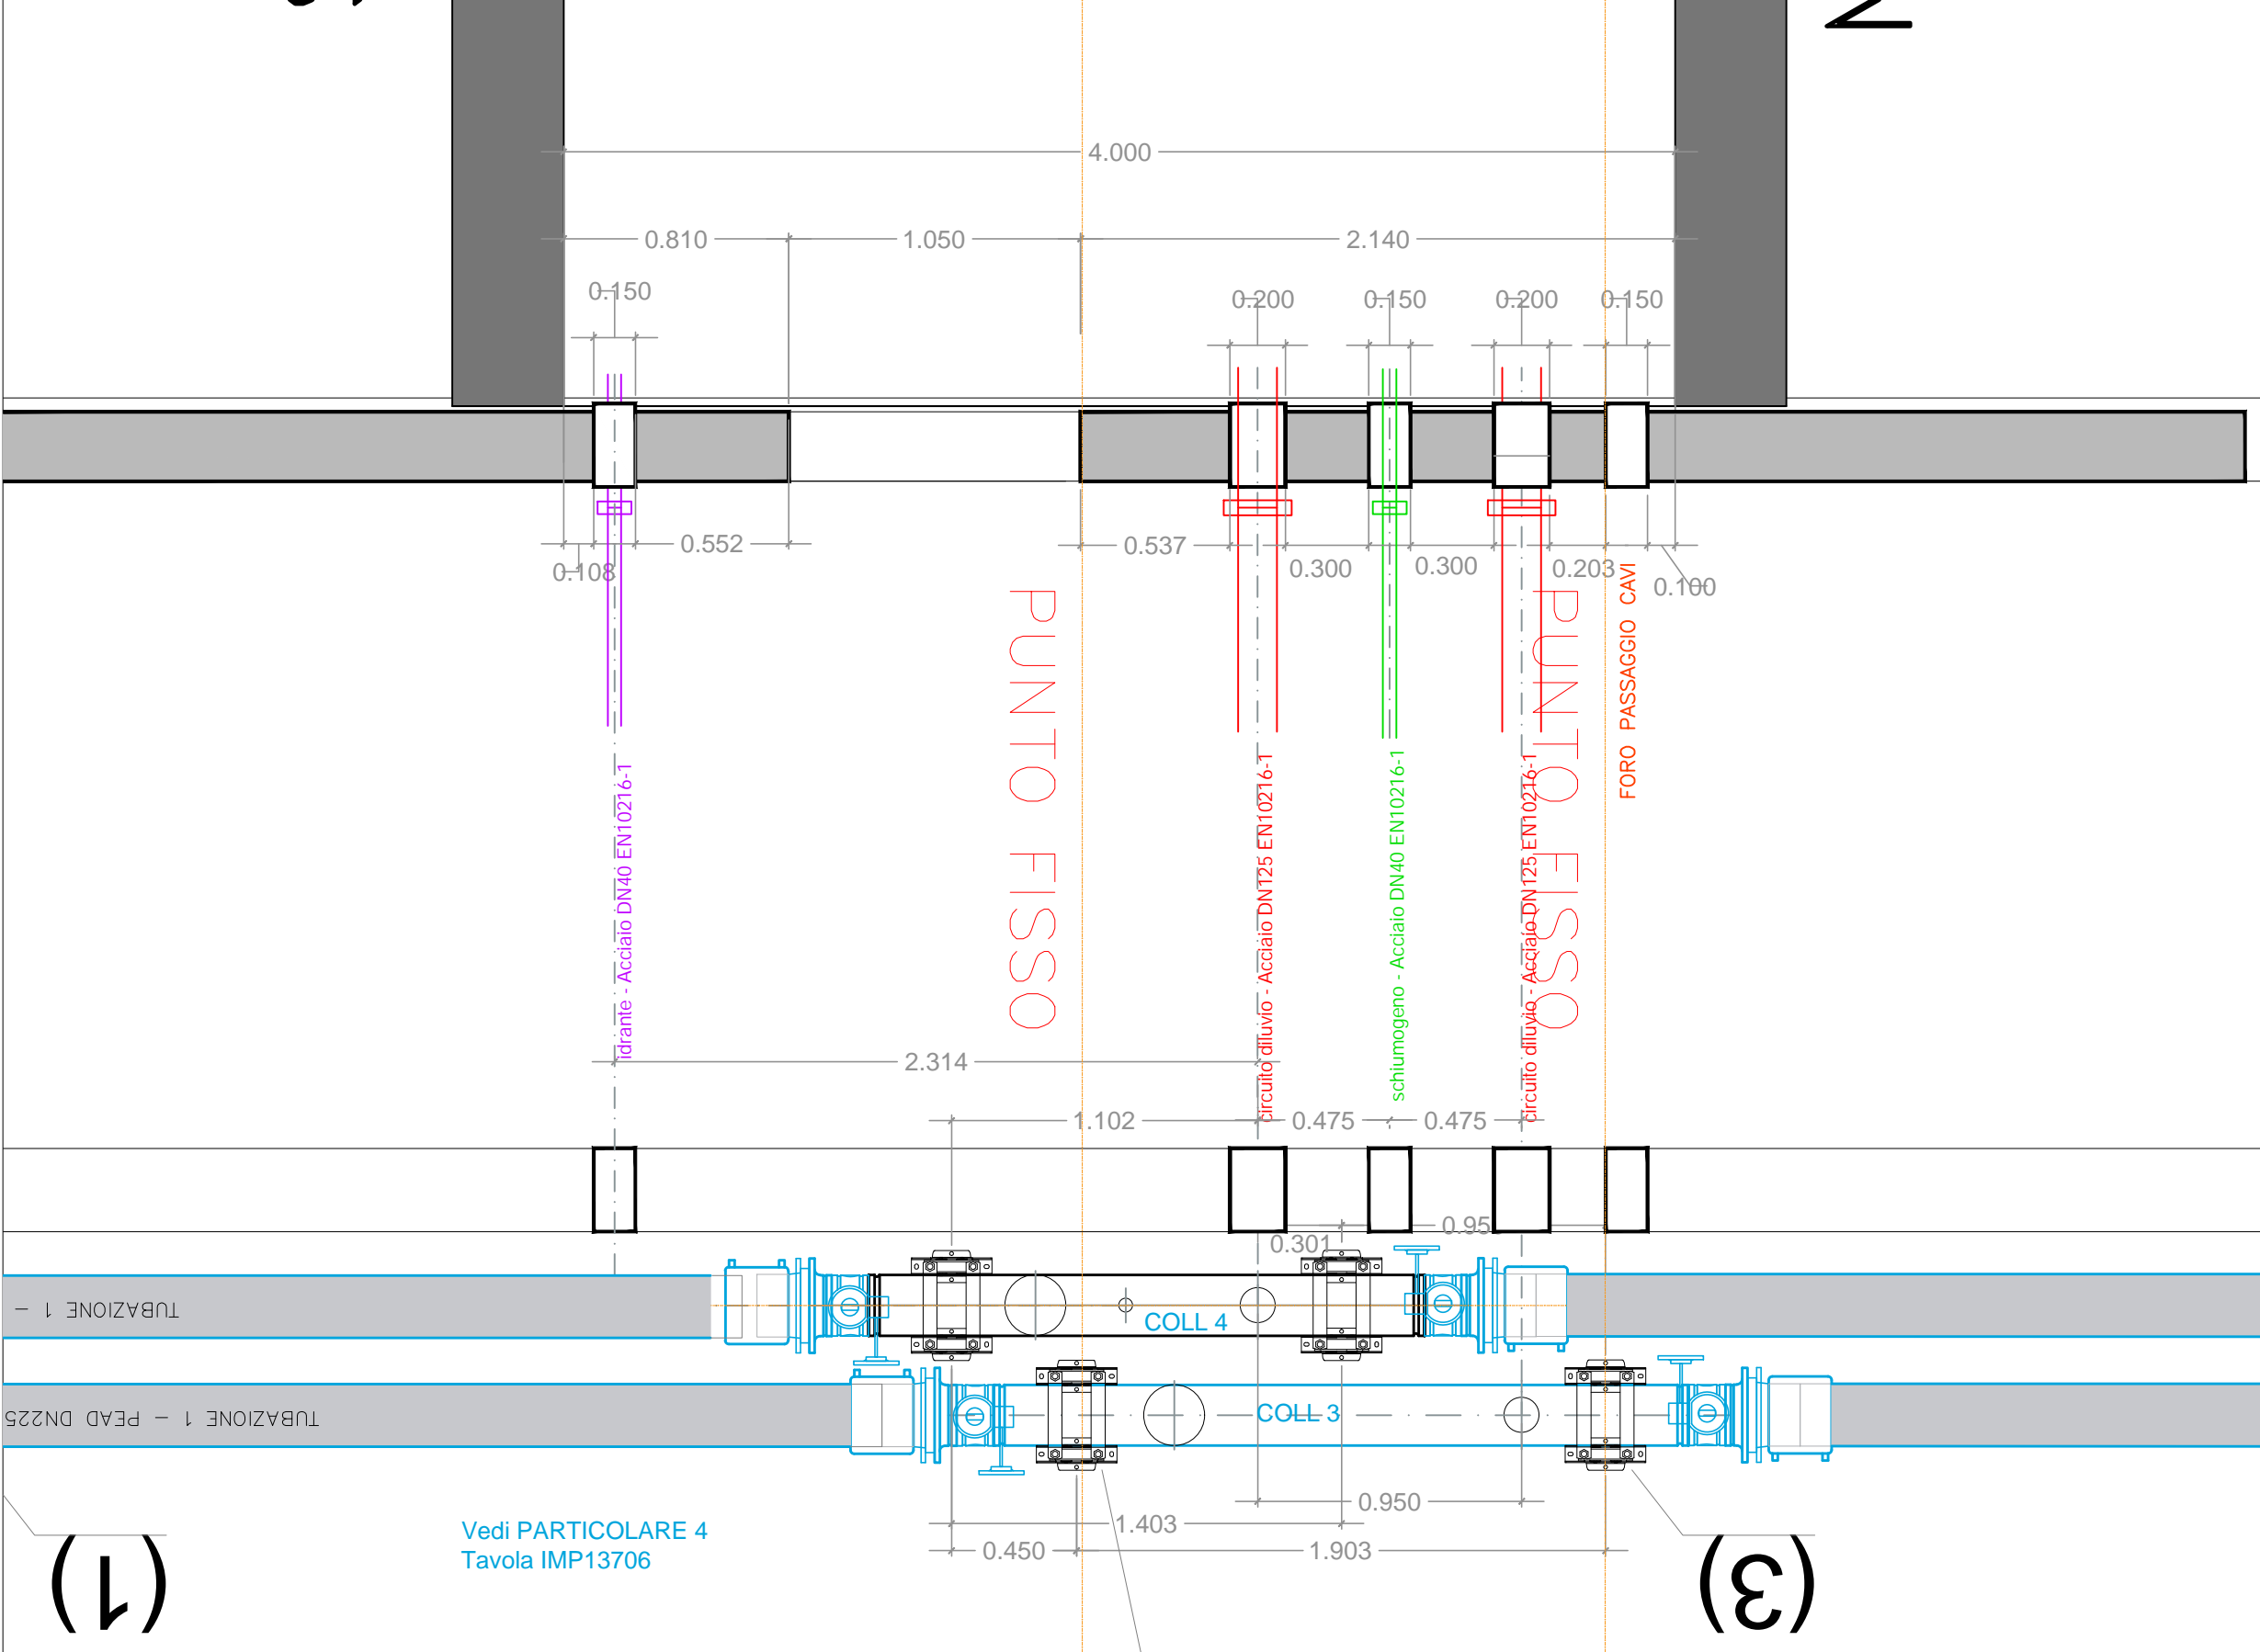 4.000
0.810
1.050
2.140
0.150
0.200
0.150
0.200
0.150
0.552
0.108
0.537
0.300
0.300
0.203
0.100
PUNTO FISSO
PUNTO FISSO
FORO PASSAGGIO CAVI
idrante - Acciaio DN40 EN10216-1
circuito diluvio - Acciaio DN125 EN10216-1
schiumogeno - Acciaio DN40 EN10216-1
circuito diluvio - Acciaio DN125 EN10216-1
2.314
1.102
0.475
0.475
0.95
0.301
TUBAZIONE 1 –
COLL 4
TUBAZIONE 1 – PEAD DN225
COLL 3
0.950
1.403
0.450
1.903
Vedi PARTICOLARE 4
Tavola IMP13706
(1)
(3)